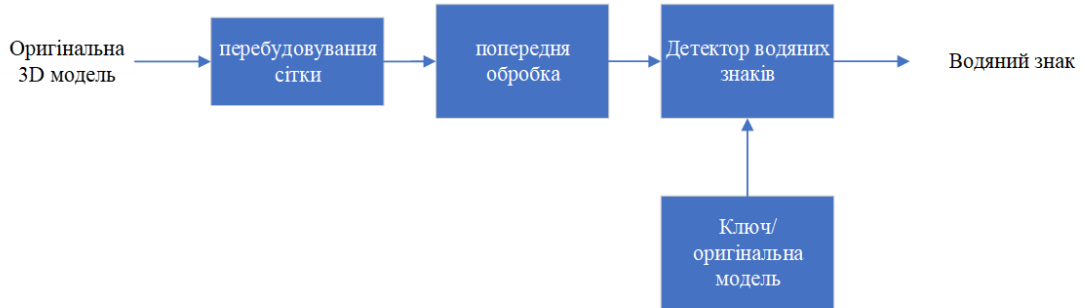 Оригінальна
3D модель
перебудовування
сітки
попередня
обробка
Детектор водяних
знаків
Водяний знак
Ключ/
оригінальна
модель